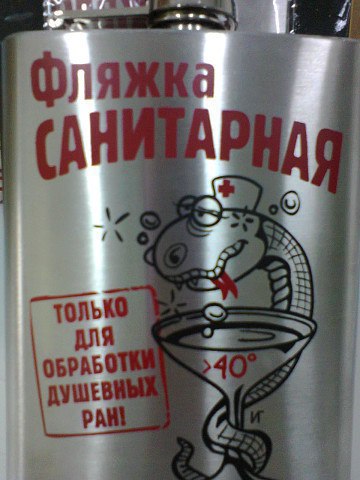 Фляжка
САНИТАРНАЯ
ТОЛЬКО
ДЛЯ
ОБРАБОТКИ
ДУШЕВНЫХ
РАН!
>40°